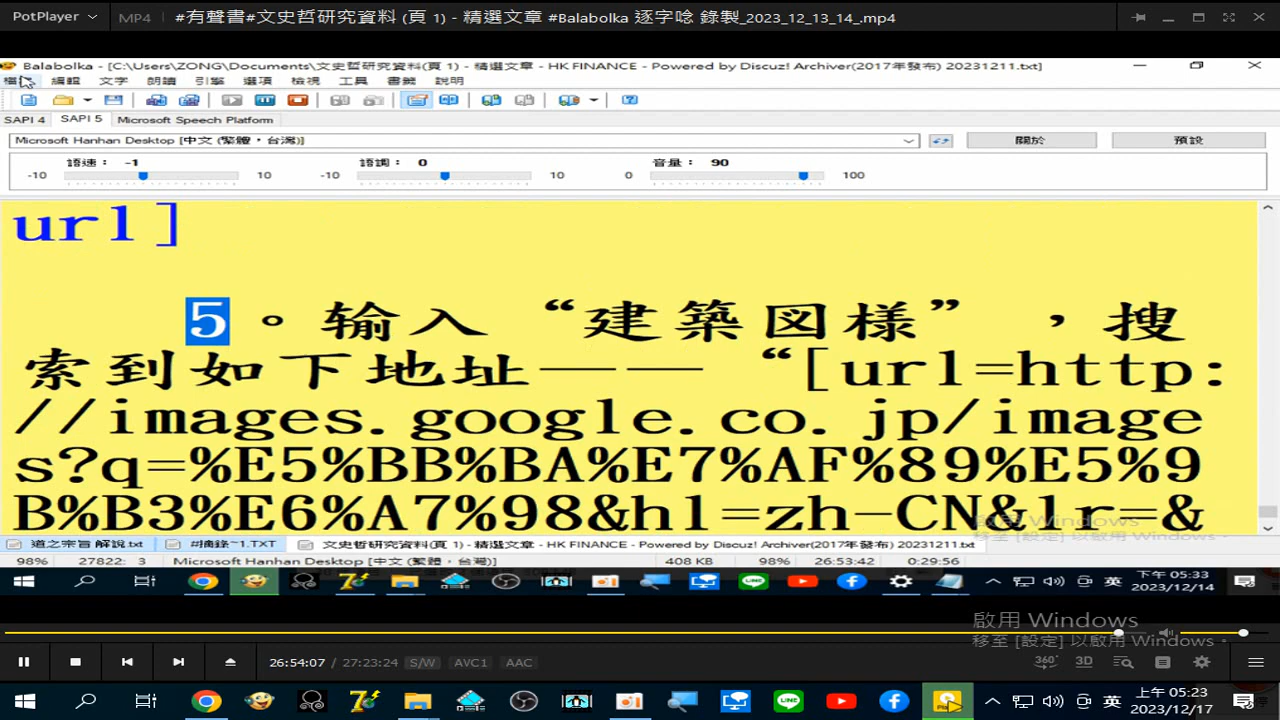 PotPlayer MP4 #有聲書#文史哲研究資料 (頁 1) - 精選文章 #Balabolka 逐字唸 錄製_2023_12_13_14_.mp4
Balabolka - [C:\Users\ZONG\Documents\文史哲研究資料(頁 1) - 精選文章 - HK FINANCE - Powered by Discuz! Archiver(2017年發布) 20231211.txt]
編輯 文字 朗讀 引擎 選項 檢視 工具 書籤 說明
SAPI 4 SAPI 5 Microsoft Speech Platform
Microsoft Hanhan Desktop [中文 (繁體，台灣)] 關於 預設
語速： -1 語調： 0 音量： 90
-10 10 -10 10 0 100
url]
5。输入“建築図様”，搜
索到如下地址——“[url=http:
//images.google.co.jp/image
s?q=%E5%BB%BA%E7%AF%89%E5%9
B%B3%E6%A7%98&hl=zh-CN&lr=&
啟用 Windows
移至 [設定] 以啟用 Windows。
道之宗旨 解說.txt #摘錄~1.TXT 文史哲研究資料(頁 1) - 精選文章 - HK FINANCE - Powered by Discuz! Archiver(2017年發布) 20231211.txt
98% 27822: 3 Microsoft Hanhan Desktop [中文 (繁體，台灣)] 408 KB 98% 26:53:42 0:29:56
英 下午 05:33
2023/12/14
啟用 Windows
移至 [設定] 以啟用 Windows。
26:54:07 / 27:23:24 S/W AVC1 AAC 360° 3D
英 上午 05:23
2023/12/17